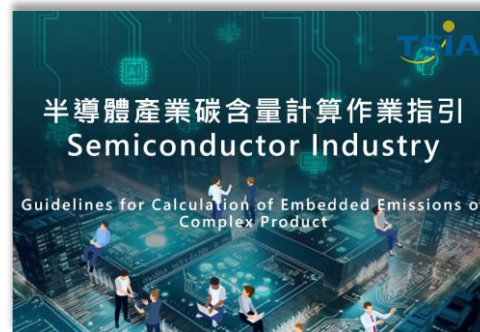 TSIA
AI
半導體產業碳含量計算作業指引
Semiconductor Industry
Guidelines for Calculation of Embedded Emissions o
Complex Product